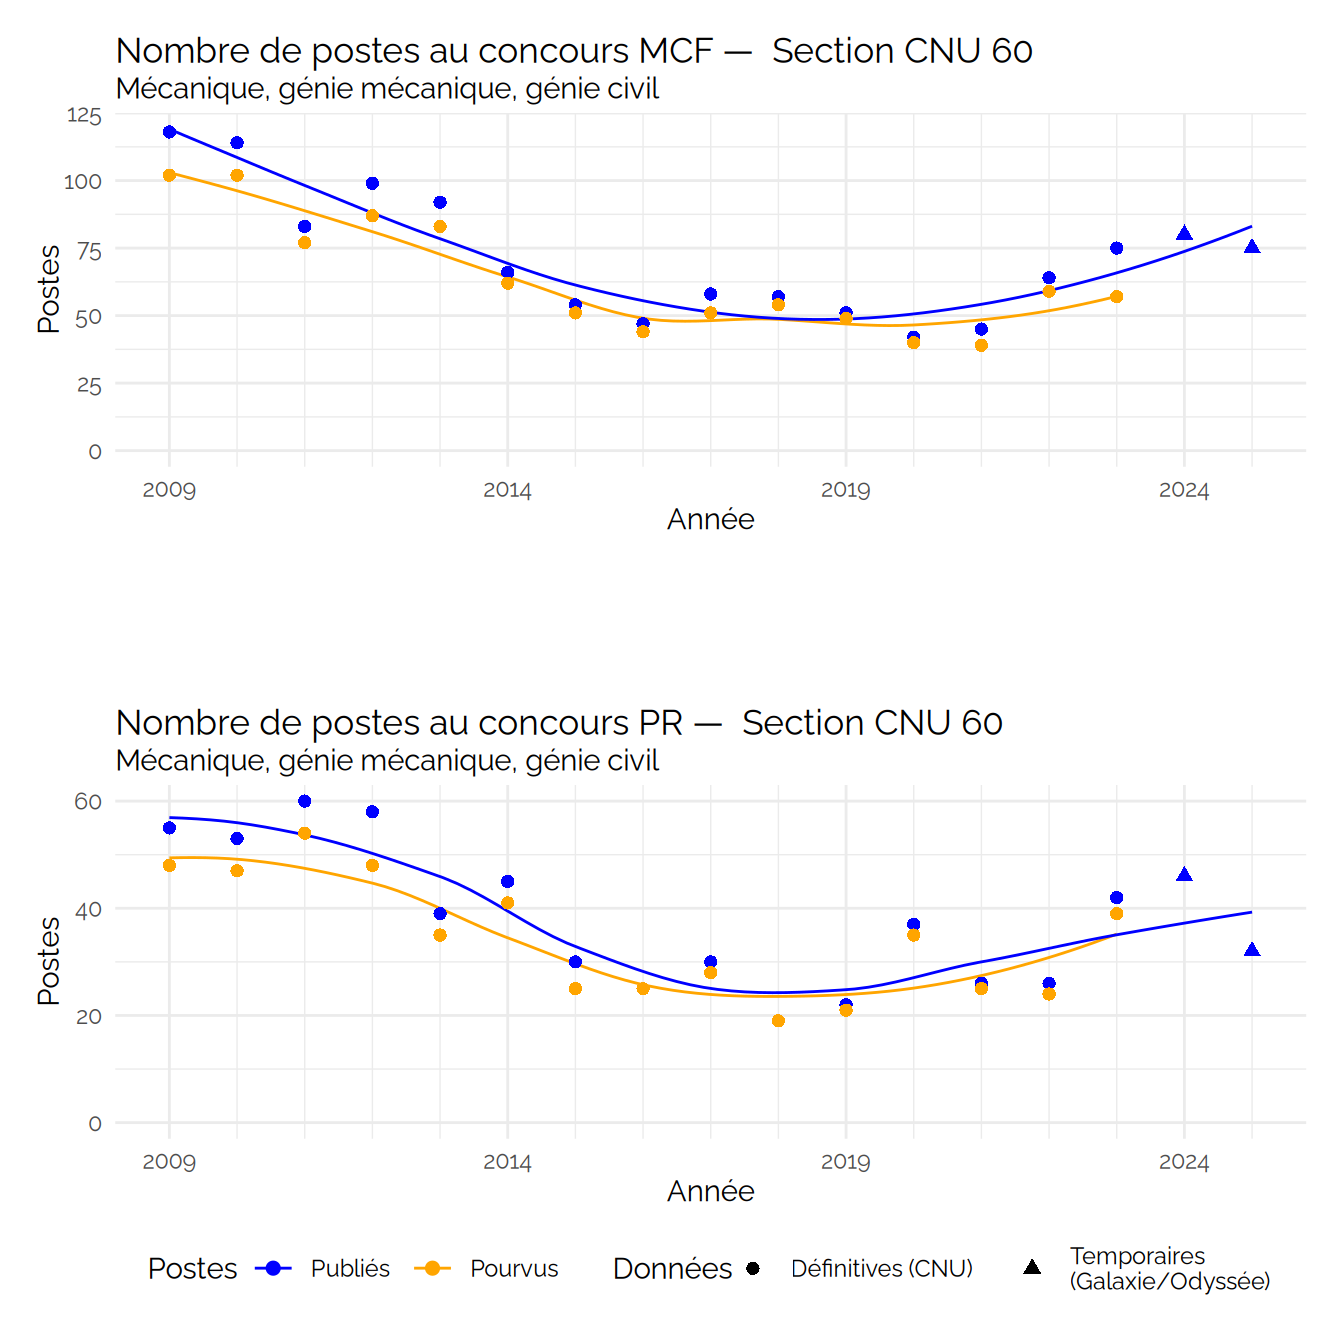 Nombre de postes au concours MCF — Section CNU 60
Mécanique, génie mécanique, génie civil
125
100
75
50
25
0
Postes
2009 2014 2019 2024
Année
Nombre de postes au concours PR — Section CNU 60
Mécanique, génie mécanique, génie civil
60
40
20
0
Postes
2009 2014 2019 2024
Année
Postes Publiés Pourvus Données Définitives (CNU) Temporaires
(Galaxie/Odyssée)